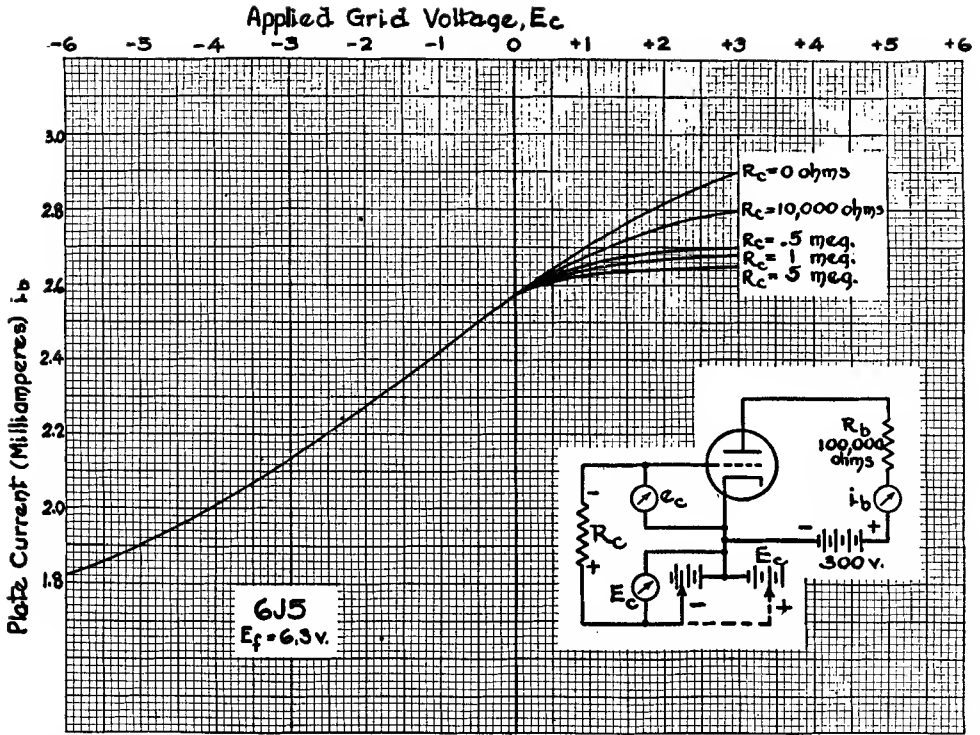 Applied Grid Voltage, Ec
-6 -5 -4 -3 -2 -1 0 +1 +2 +3 +4 +5 +6
Plate Current (Milliamperes) ib
3.0
2.8
2.6
2.4
2.2
2.0
1.8
Rc=0 ohms
Rc=10,000 ohms
Rc= .5 meg.
Rc= 1 meg.
Rc= 5 meg.
6J5
Ef=6.3 v.
Rb
100,000
ohms
ec
ib
- +
300 v.
-
Rc
+
Ec
Ec
- +